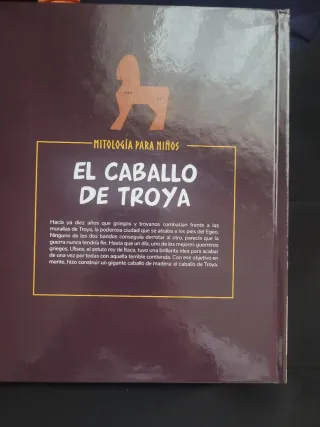 MITOLOGÍA PARA NIÑOS
EL CABALLO
DE TROYA
Hacía ya diez años que griegos y troyanos combatían frente a las
murallas de Troya, la poderosa ciudad que se alzaba a los pies del Egeo.
Ninguno de los dos bandos conseguía derrotar al otro, parecía que la
guerra nunca tendría fin. Hasta que un día, uno de los mejores guerreros
griegos, Ulises, el astuto rey de Ítaca, tuvo una brillante idea para acabar
de una vez por todas con aquella terrible contienda. Con ese objetivo en
mente, hizo construir un gigante caballo de madera: el caballo de Troya.